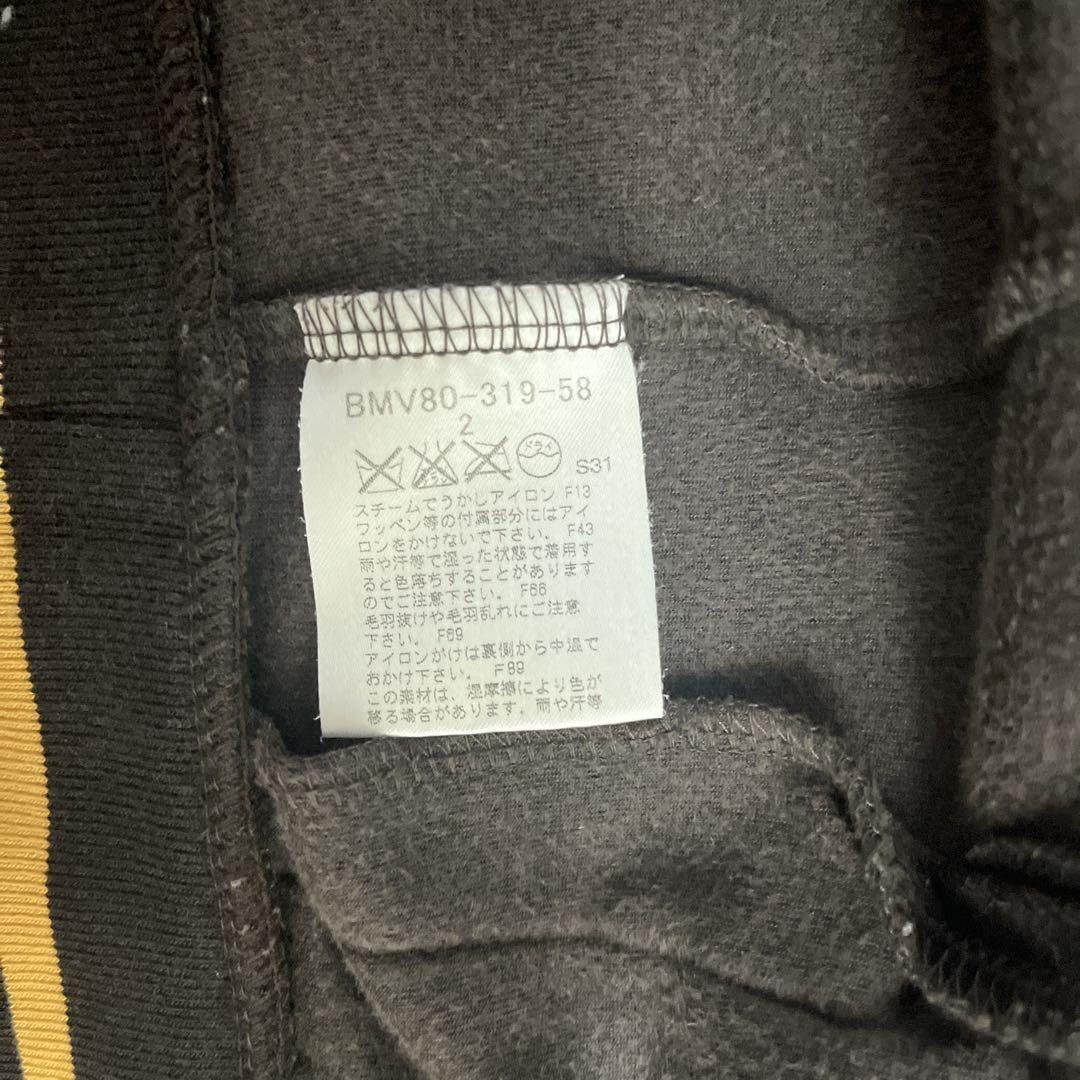 BMV80-319-58
2
ドライ S31
スチームでうかしアイロン F13
ワッペン等の付属部分にはアイ
ロンをかけないで下さい。 F43
雨や汗等で湿った状態で着用す
ると色落ちすることがあります
のでご注意下さい。 F66
毛羽抜けや毛羽乱れにご注意
下さい。 F69
アイロンがけは裏側から中温で
おかけ下さい。 F89
この素材は、湿摩擦により色が
移る場合があります。雨や汗等